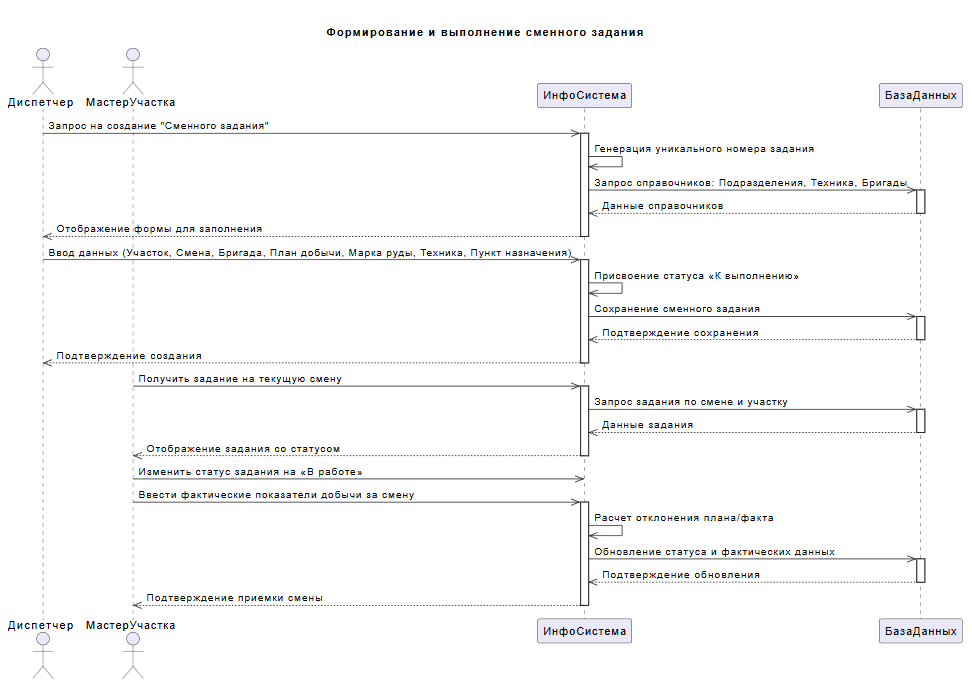 Формирование и выполнение сменного задания
Диспетчер
МастерУчастка
ИнфоСистема
БазаДанных
Запрос на создание "Сменного задания"
Генерация уникального номера задания
Запрос справочников: Подразделения, Техника, Бригады
Данные справочников
Отображение формы для заполнения
Ввод данных (Участок, Смена, Бригада, План добычи, Марка руды, Техника, Пункт назначения)
Присвоение статуса «К выполнению»
Сохранение сменного задания
Подтверждение сохранения
Подтверждение создания
Получить задание на текущую смену
Запрос задания по смене и участку
Данные задания
Отображение задания со статусом
Изменить статус задания на «В работе»
Ввести фактические показатели добычи за смену
Расчет отклонения плана/факта
Обновление статуса и фактических данных
Подтверждение обновления
Подтверждение приемки смены
Диспетчер
МастерУчастка
ИнфоСистема
БазаДанных